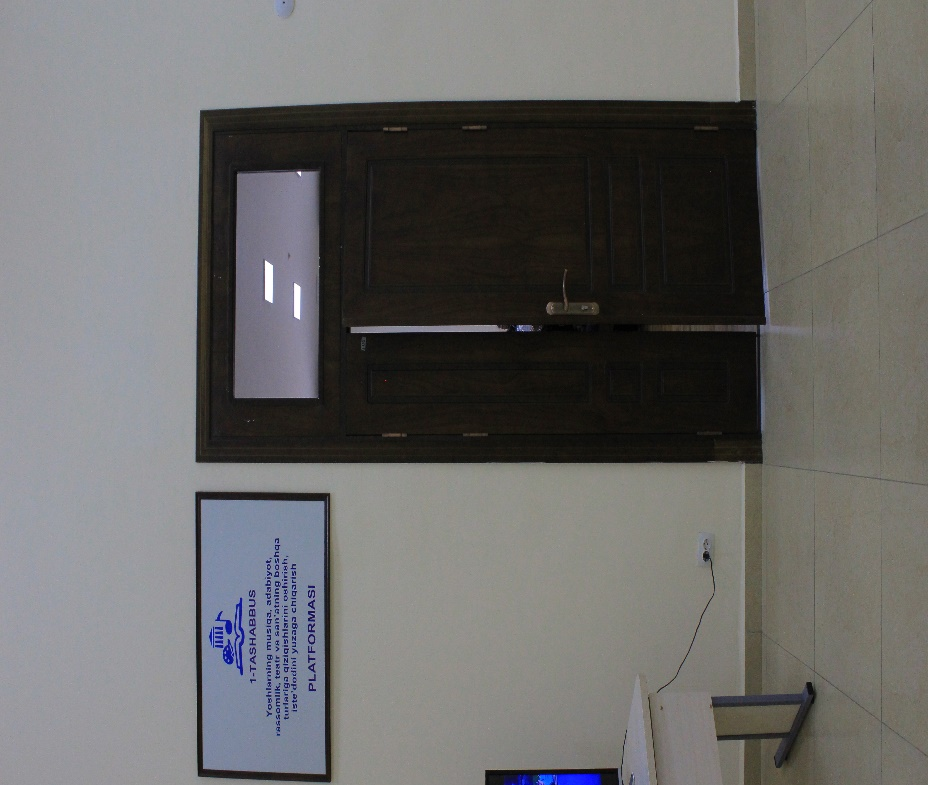 1-TASHABBUS
Yoshlarning musiqa, adabiyot,
rassomlik, teatr va san'atning boshqa
turlariga qiziqishlarini oshirish,
iste'dodini yuzaga chiqarish
PLATFORMASI